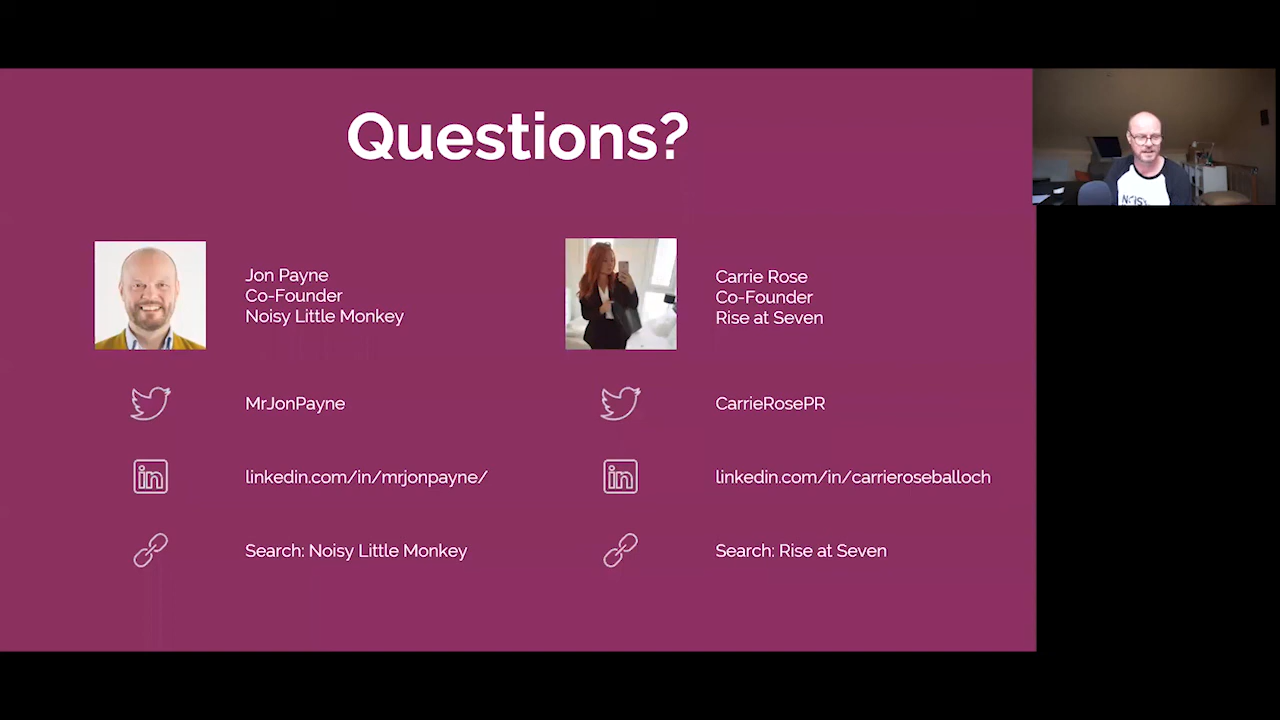 Questions?
Jon Payne
Co-Founder
Noisy Little Monkey
MrJonPayne
linkedin.com/in/mrjonpayne/
Search: Noisy Little Monkey
Carrie Rose
Co-Founder
Rise at Seven
CarrieRosePR
linkedin.com/in/carrieroseballoch
Search: Rise at Seven
NOISY